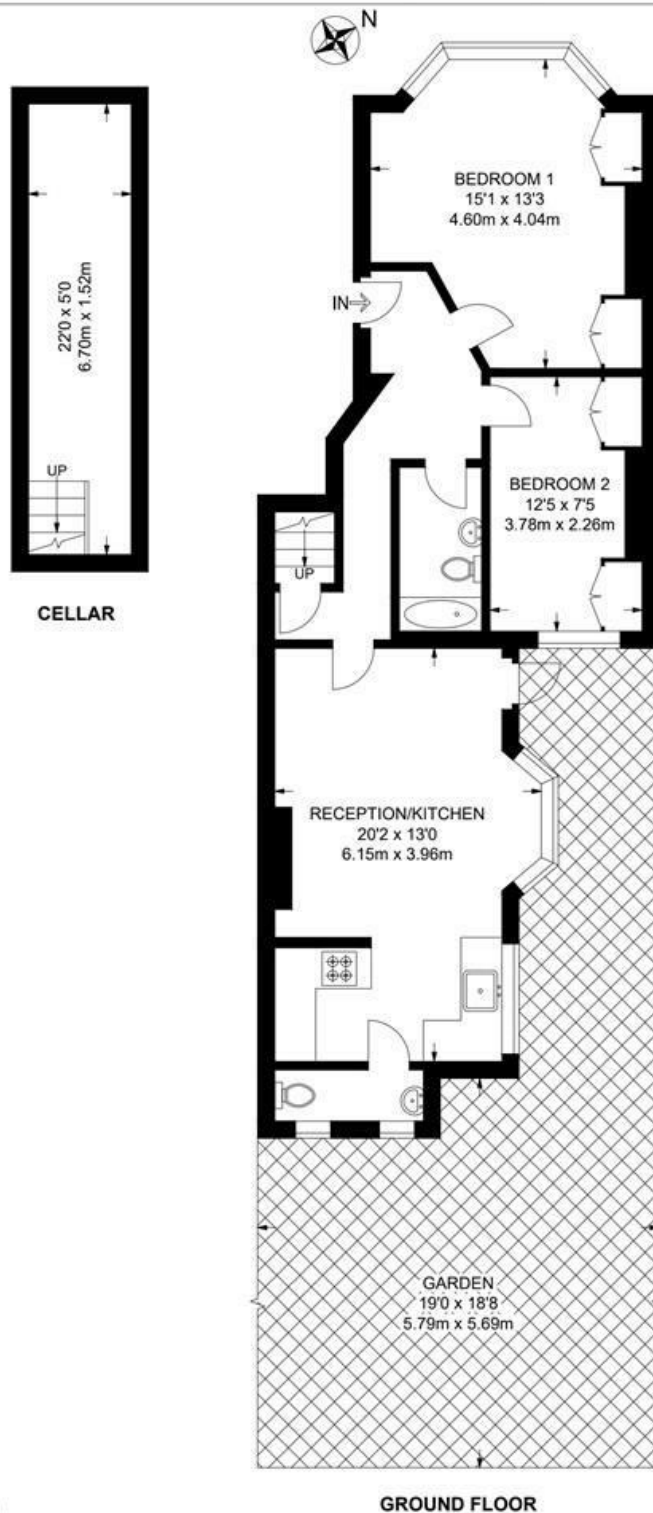 N
BEDROOM 1
15'1 x 13'3
4.60m x 4.04m
IN
22'0 x 5'0
6.70m x 1.52m
UP
CELLAR
BEDROOM 2
12'5 x 7'5
3.78m x 2.26m
UP
RECEPTION/KITCHEN
20'2 x 13'0
6.15m x 3.96m
GARDEN
19'0 x 18'8
5.79m x 5.69m
GROUND FLOOR